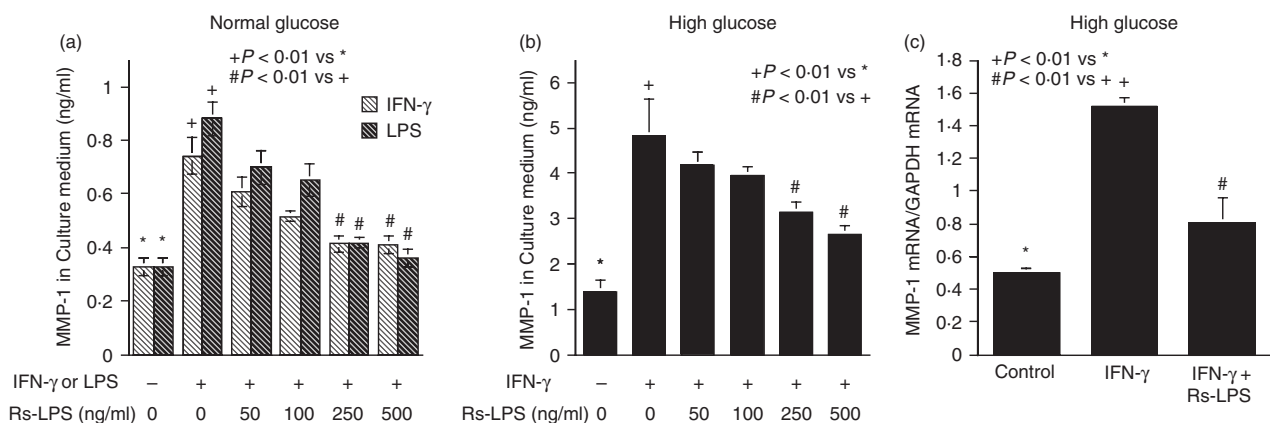 Normal glucose
(a)
+P < 0·01 vs *
#P < 0·01 vs +
IFN-γ
LPS
MMP-1 in Culture medium (ng/ml)
1
0·8
0·6
0·4
0·2
0
* * + + # # # #
IFN-γ or LPS – + + + + +
Rs-LPS (ng/ml) 0 0 50 100 250 500
High glucose
(b)
+P < 0·01 vs *
#P < 0·01 vs +
MMP-1 in Culture medium (ng/ml)
6
5
4
3
2
1
0
* + # #
IFN-γ – + + + + +
Rs-LPS (ng/ml) 0 0 50 100 250 500
High glucose
(c)
+P < 0·01 vs *
#P < 0·01 vs +
MMP-1 mRNA/GAPDH mRNA
1·8
1·6
1·4
1·2
1
0·8
0·6
0·4
0·2
0
* + #
Control IFN-γ IFN-γ +
Rs-LPS